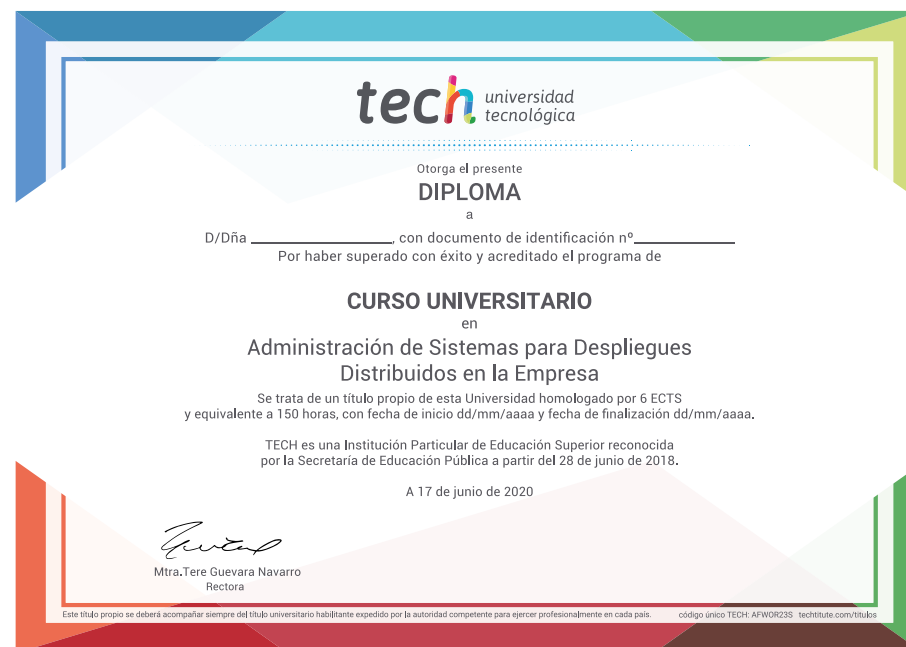 tech universidad
tecnológica
Otorga el presente
DIPLOMA
a
D/Dña ____________________, con documento de identificación nº______________
Por haber superado con éxito y acreditado el programa de
CURSO UNIVERSITARIO
en
Administración de Sistemas para Despliegues
Distribuidos en la Empresa
Se trata de un título propio de esta Universidad homologado por 6 ECTS
y equivalente a 150 horas, con fecha de inicio dd/mm/aaaa y fecha de finalización dd/mm/aaaa.
TECH es una Institución Particular de Educación Superior reconocida
por la Secretaría de Educación Pública a partir del 28 de junio de 2018.
A 17 de junio de 2020
Mtra.Tere Guevara Navarro
Rectora
Este título propio se deberá acompañar siempre del título universitario habilitante expedido por la autoridad competente para ejercer profesionalmente en cada país. código único TECH: AFWOR23S techtitute.com/titulos